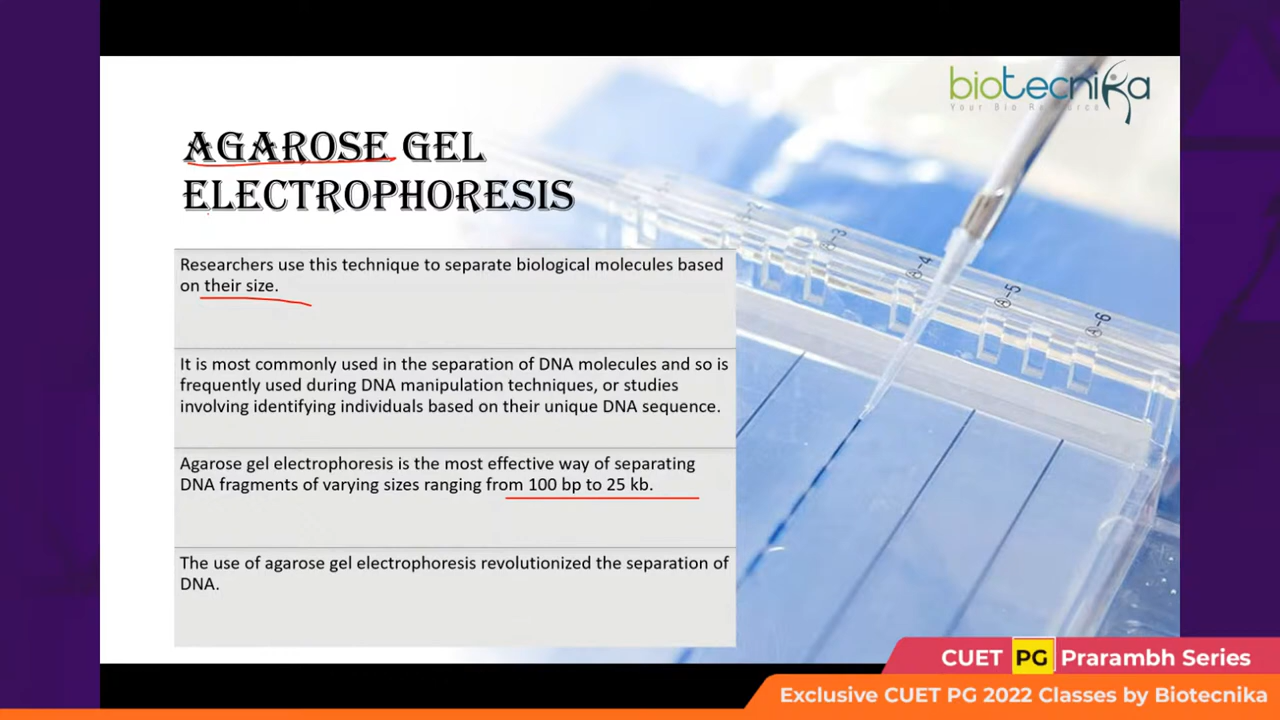 biotecnika
Your Bio Resource
AGAROSE GEL
ELECTROPHORESIS
Researchers use this technique to separate biological molecules based
on their size.
It is most commonly used in the separation of DNA molecules and so is
frequently used during DNA manipulation techniques, or studies
involving identifying individuals based on their unique DNA sequence.
Agarose gel electrophoresis is the most effective way of separating
DNA fragments of varying sizes ranging from 100 bp to 25 kb.
The use of agarose gel electrophoresis revolutionized the separation of
DNA.
A-3
A-4
A-5
A-6
CUET PG Prarambh Series
Exclusive CUET PG 2022 Classes by Biotecnika